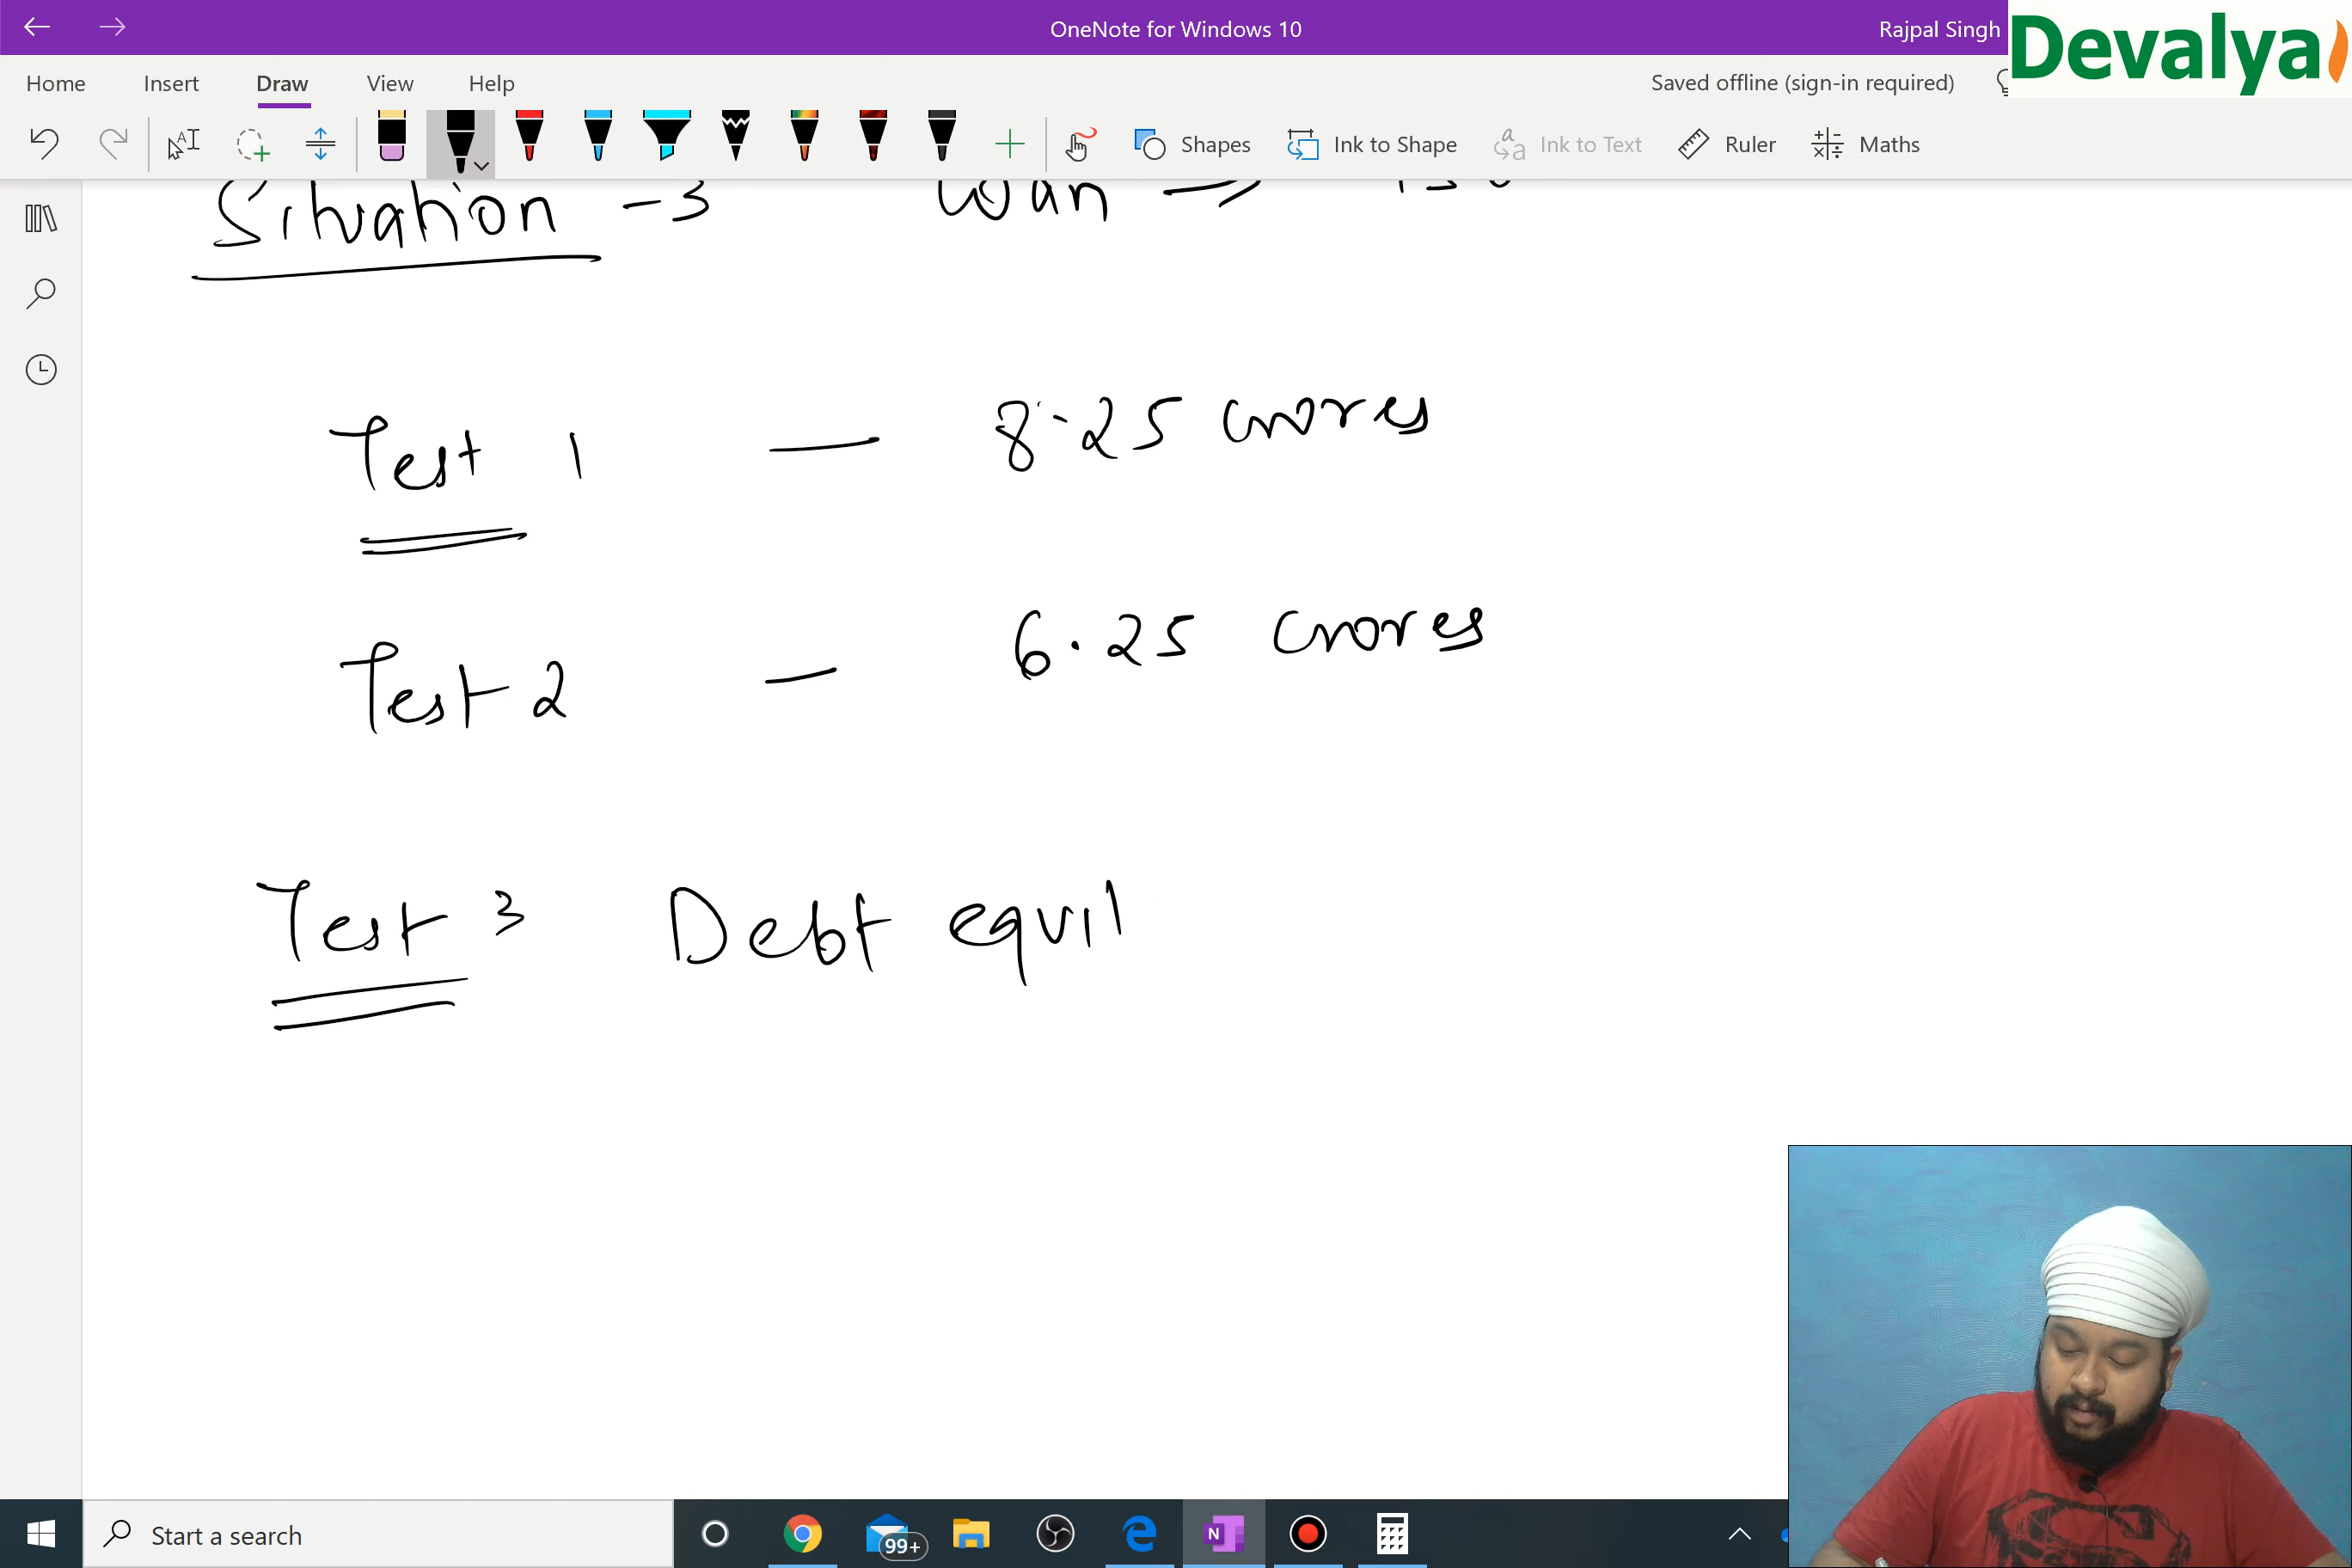 OneNote for Windows 10
Rajpal Singh
Devalya
Home Insert Draw View Help
Saved offline (sign-in required)
Shapes Ink to Shape Ink to Text Ruler Maths
Situation -3 Loan
Test 1 — 8.25 crores
Test 2 — 6.25 crores
Test 3 Debt equil
Start a search
99+
N